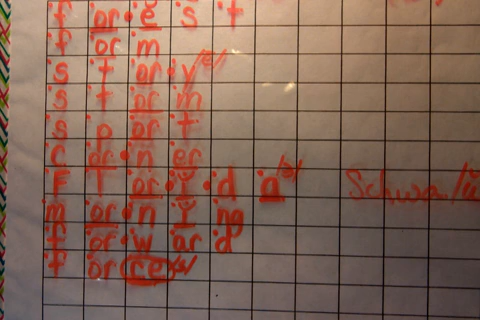 f or • e s t
f or m
s t or • y /ē/
s t or m
s p or t
c or • n er
F l or • i • d a /ŭ/ Schwa /ŭ
m or • n i ng
f or • w ar d
f or ce /s/